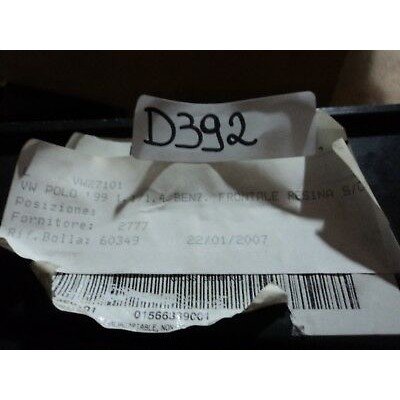 D392
VW27101
VW POLO '99 1.4/BENZ. FRONTALE RESINA S/C
Posizione:
Fornitore: 2777
Rif.Bolla: 60349 22/01/2007
01566339001